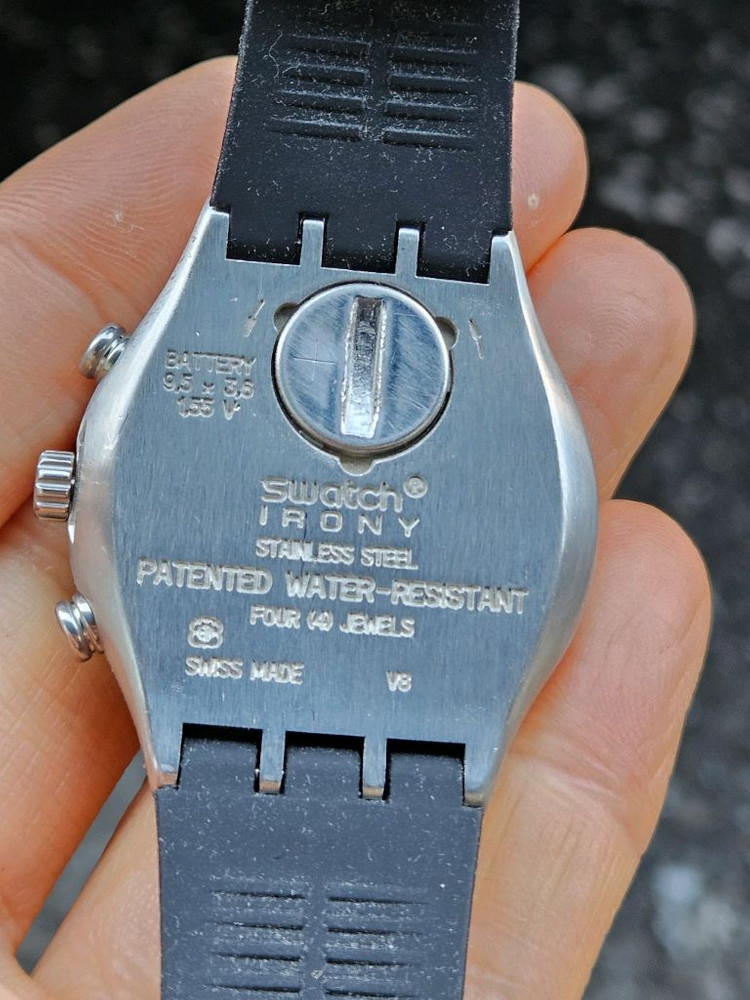 BATTERY
9,5 x 3,6
1,55 V
swatch®
IRONY
STAINLESS STEEL
PATENTED WATER-RESISTANT
FOUR (4) JEWELS
SWISS MADE V8